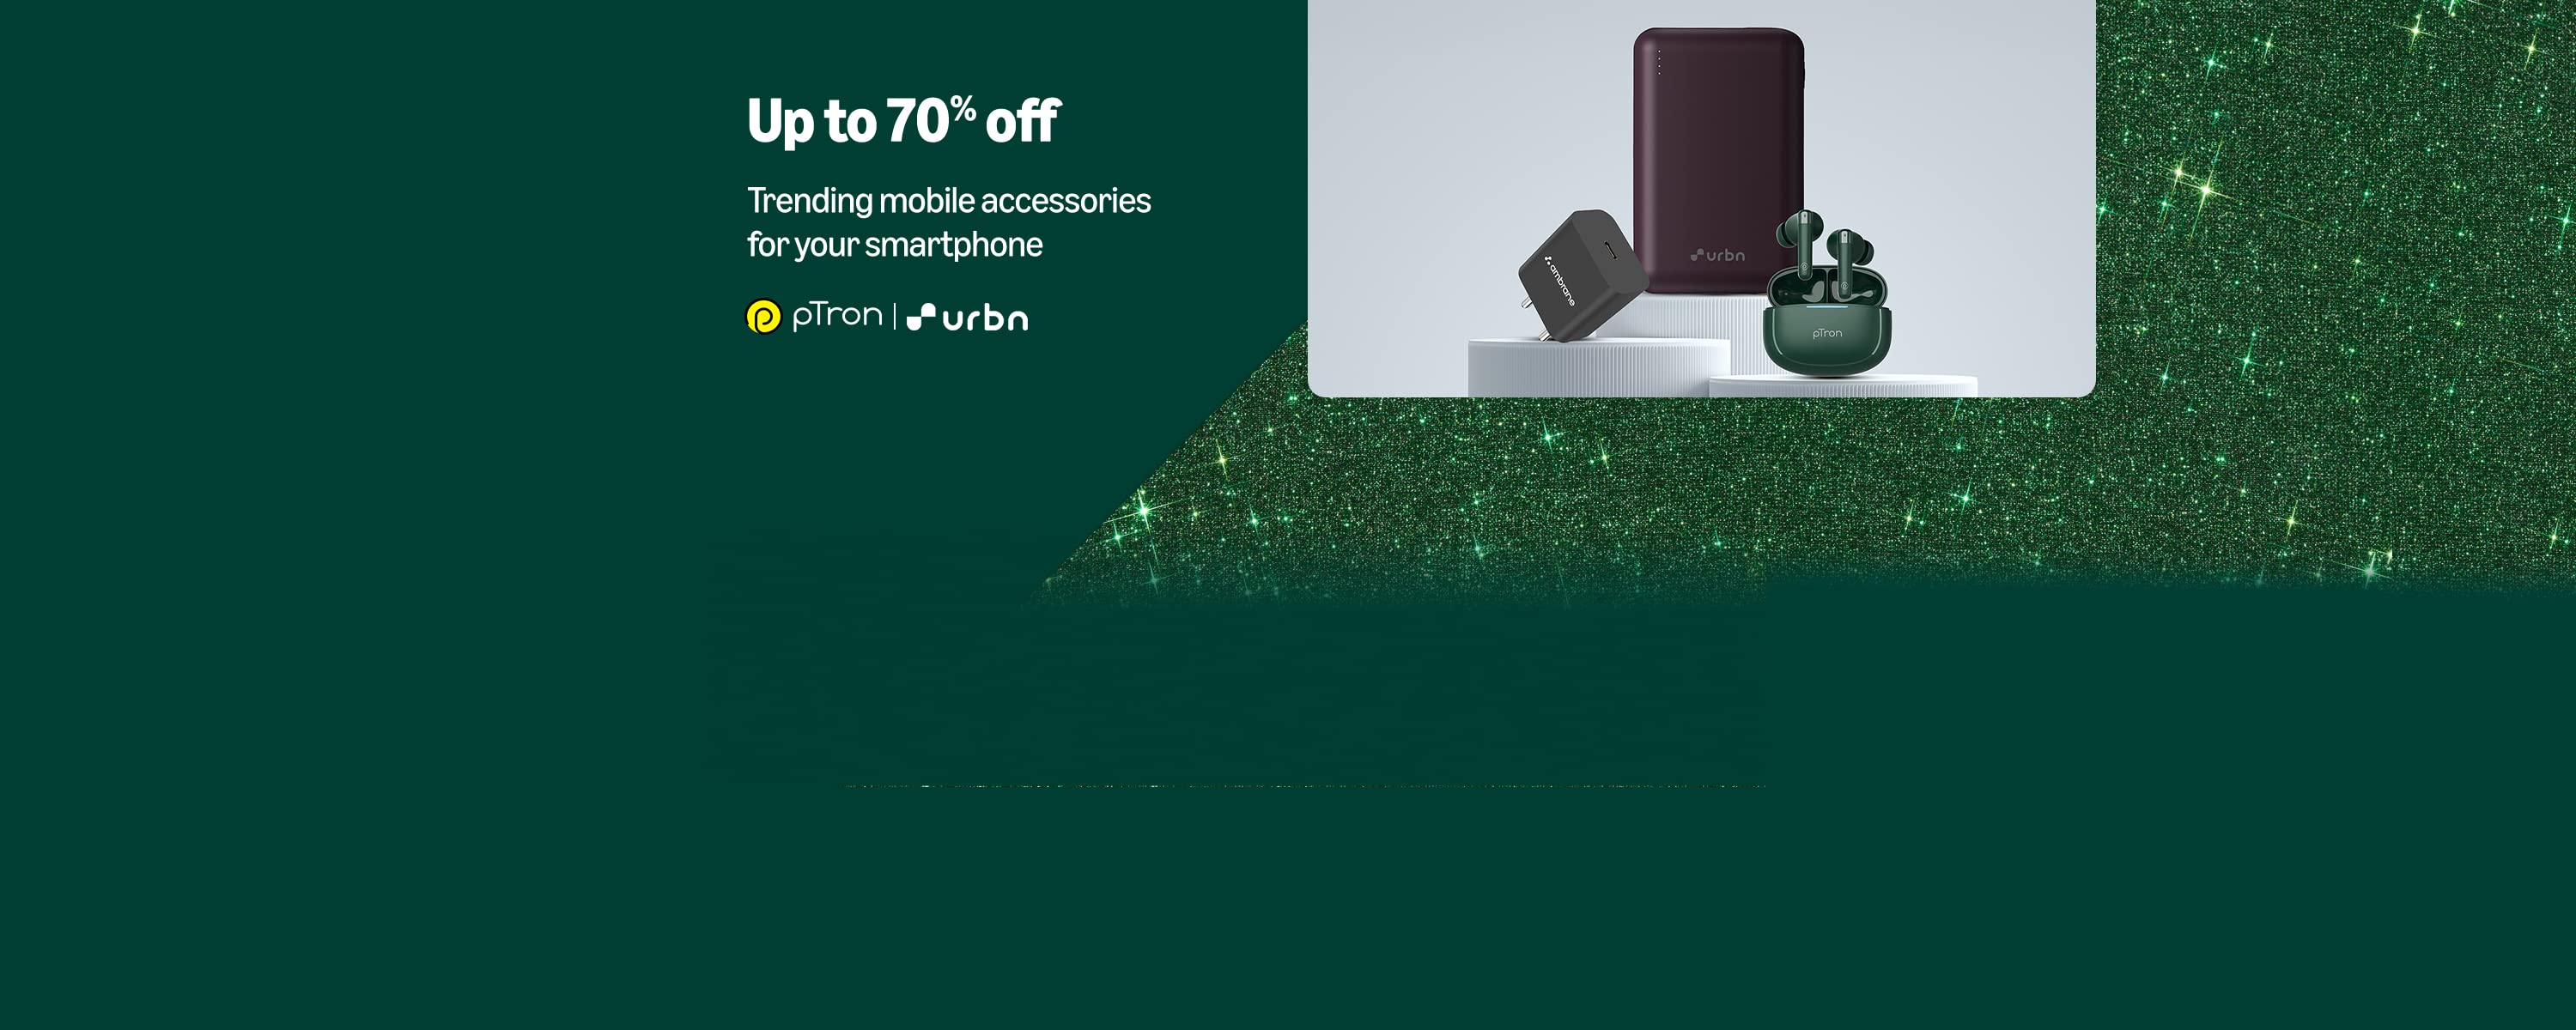 Up to 70% off
Trending mobile accessories
for your smartphone
pTron | urbn
urbn
ambrane
pTron